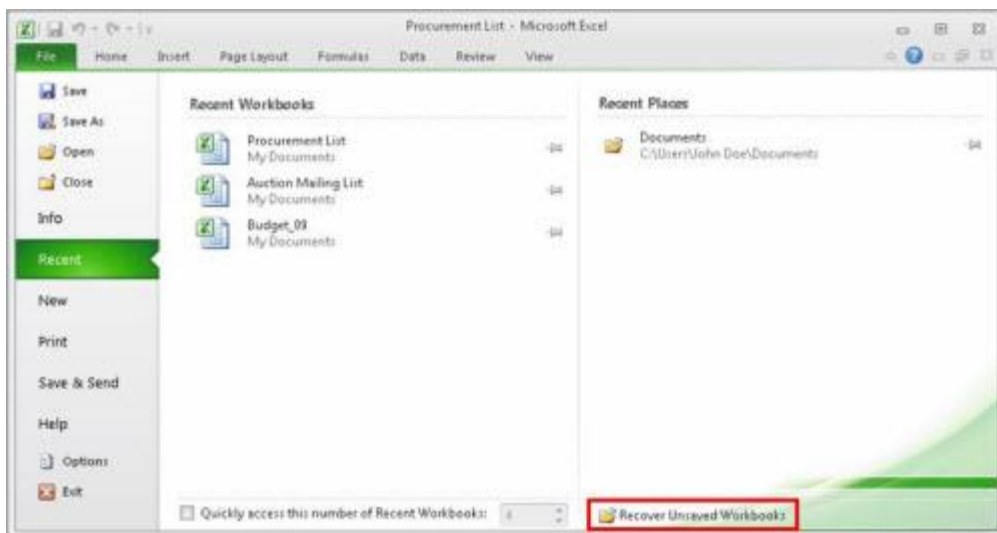 Procurement List - Microsoft Excel
File Home Insert Page Layout Formulas Data Review View
Save
Save As
Open
Close
Info
Recent
New
Print
Save & Send
Help
Options
Exit
Recent Workbooks
Procurement List
My Documents
Auction Mailing List
My Documents
Budget_09
My Documents
Quickly access this number of Recent Workbooks: 4
Recent Places
Documents
C:\Users\John Doe\Documents
Recover Unsaved Workbooks